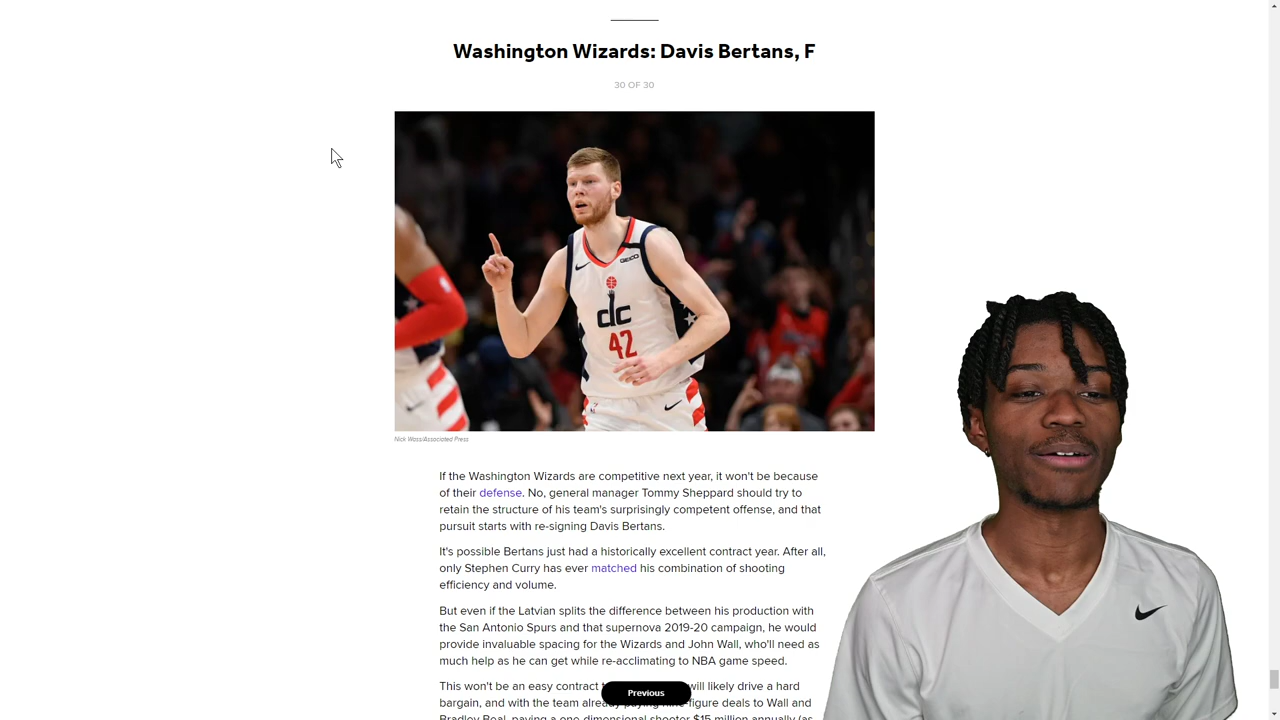 Washington Wizards: Davis Bertans, F
30 OF 30
GEICO
dc
42
Nick Wass/Associated Press
If the Washington Wizards are competitive next year, it won't be because
of their defense. No, general manager Tommy Sheppard should try to
retain the structure of his team's surprisingly competent offense, and that
pursuit starts with re-signing Davis Bertans.
It's possible Bertans just had a historically excellent contract year. After all,
only Stephen Curry has ever matched his combination of shooting
efficiency and volume.
But even if the Latvian splits the difference between his production with
the San Antonio Spurs and that supernova 2019-20 campaign, he would
provide invaluable spacing for the Wizards and John Wall, who'll need as
much help as he can get while re-acclimating to NBA game speed.
This won't be an easy contract will likely drive a hard
Previous
bargain, and with the team already paying nine-figure deals to Wall and
Bradley Beal, paying a one-dimensional shooter $15 million annually (as